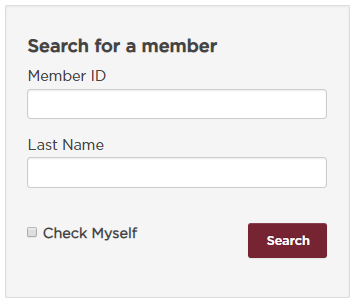 Search for a member
Member ID
Last Name
Check Myself
Search